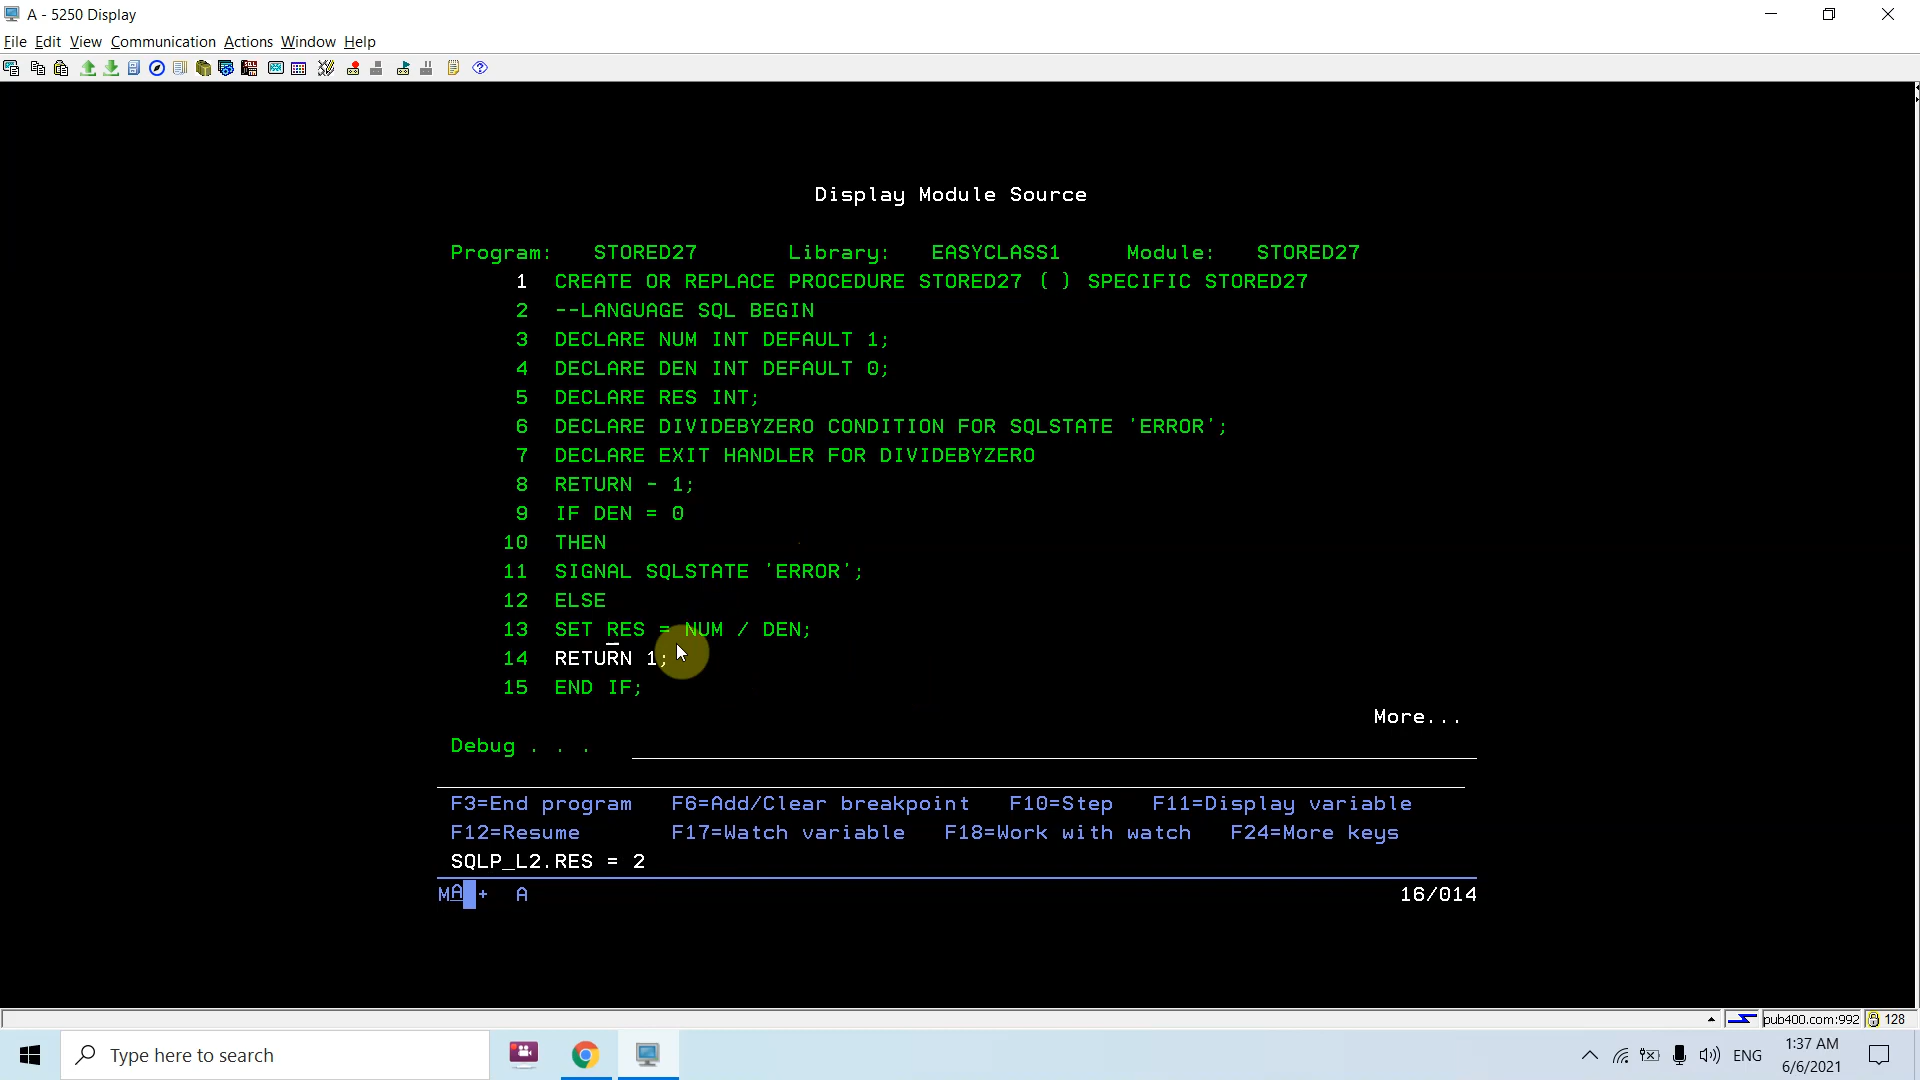 A - 5250 Display
File Edit View Communication Actions Window Help
Display Module Source
Program: STORED27 Library: EASYCLASS1 Module: STORED27
1 CREATE OR REPLACE PROCEDURE STORED27 ( ) SPECIFIC STORED27
2 --LANGUAGE SQL BEGIN
3 DECLARE NUM INT DEFAULT 1;
4 DECLARE DEN INT DEFAULT 0;
5 DECLARE RES INT;
6 DECLARE DIVIDEBYZERO CONDITION FOR SQLSTATE 'ERROR';
7 DECLARE EXIT HANDLER FOR DIVIDEBYZERO
8 RETURN - 1;
9 IF DEN = 0
10 THEN
11 SIGNAL SQLSTATE 'ERROR';
12 ELSE
13 SET RES = NUM / DEN;
14 RETURN 1;
15 END IF;
More...
Debug . . .
F3=End program F6=Add/Clear breakpoint F10=Step F11=Display variable
F12=Resume F17=Watch variable F18=Work with watch F24=More keys
SQLP_L2.RES = 2
MA + A 16/014
pub400.com:992 128
Type here to search
ENG
1:37 AM
6/6/2021